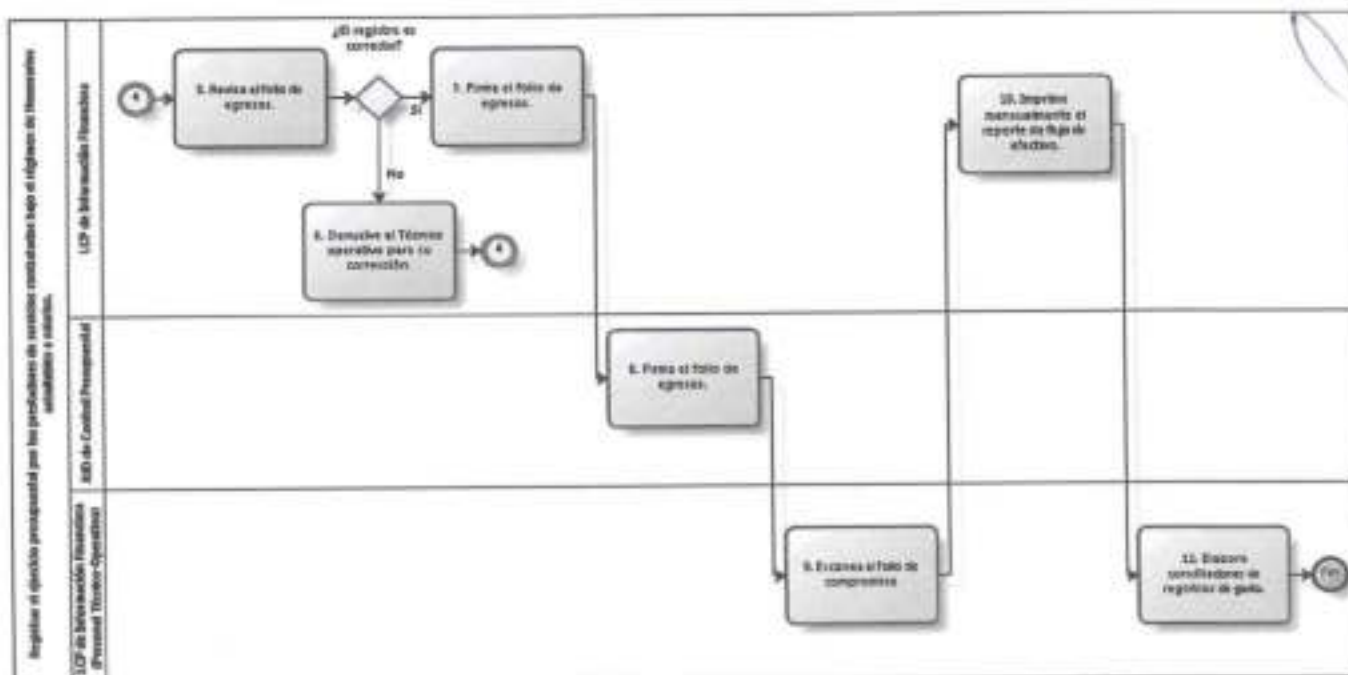 Registrar el ejercicio presupuestal por los prestadores de servicios contratados bajo el régimen de Honorarios
asimilables a salarios.
LCP de Información Financiera
JUD de Control Presupuestal
LCP de Información Financiera
(Personal Técnico-Operativo)
A
5. Revisa el folio de
egresos.
¿El registro es
correcto?
Sí
No
7. Firma el folio de
egresos.
6. Devuelve al Técnico
operativo para su
corrección
A
8. Firma el folio de
egresos.
9. Escanea el folio de
compromiso
10. Imprime
mensualmente el
reporte de flujo de
efectivo.
11. Elabora
conciliaciones de
registros de gasto.
Fin